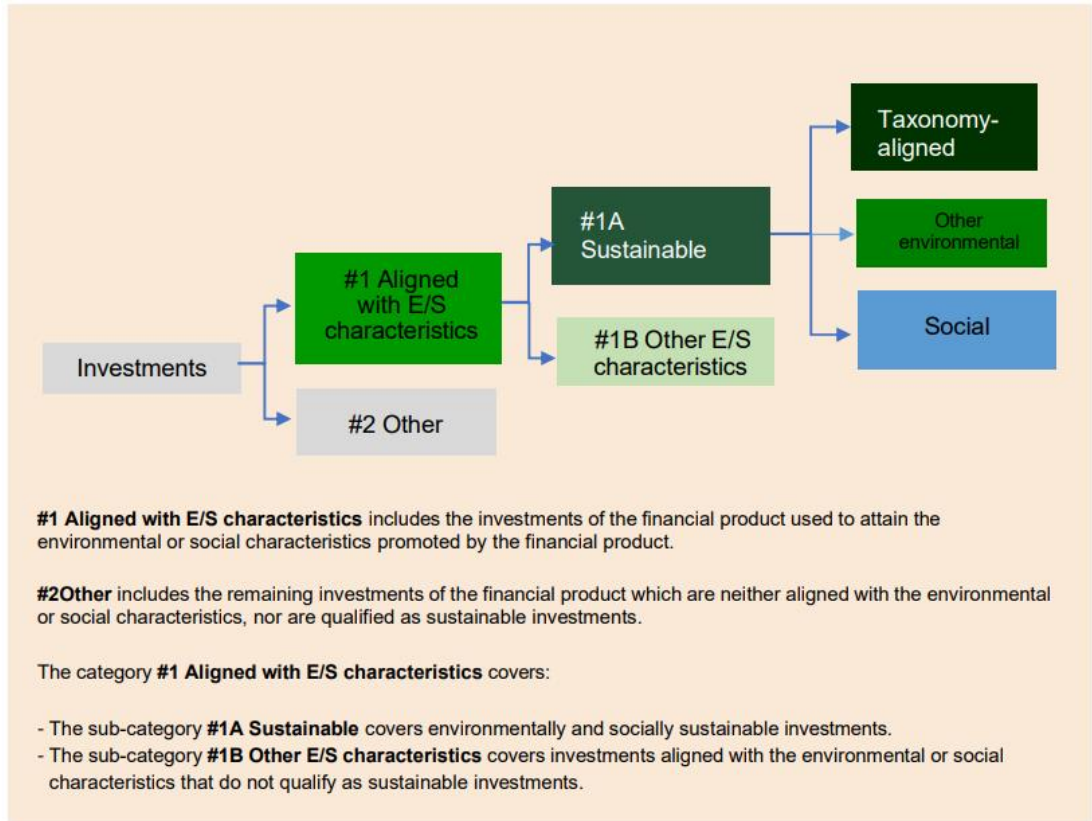 Taxonomy-
aligned
#1A
Sustainable
Other
environmental
#1 Aligned
with E/S
characteristics
Social
#1B Other E/S
characteristics
Investments
#2 Other
#1 Aligned with E/S characteristics includes the investments of the financial product used to attain the
environmental or social characteristics promoted by the financial product.
#2Other includes the remaining investments of the financial product which are neither aligned with the environmental
or social characteristics, nor are qualified as sustainable investments.
The category #1 Aligned with E/S characteristics covers:
- The sub-category #1A Sustainable covers environmentally and socially sustainable investments.
- The sub-category #1B Other E/S characteristics covers investments aligned with the environmental or social
characteristics that do not qualify as sustainable investments.